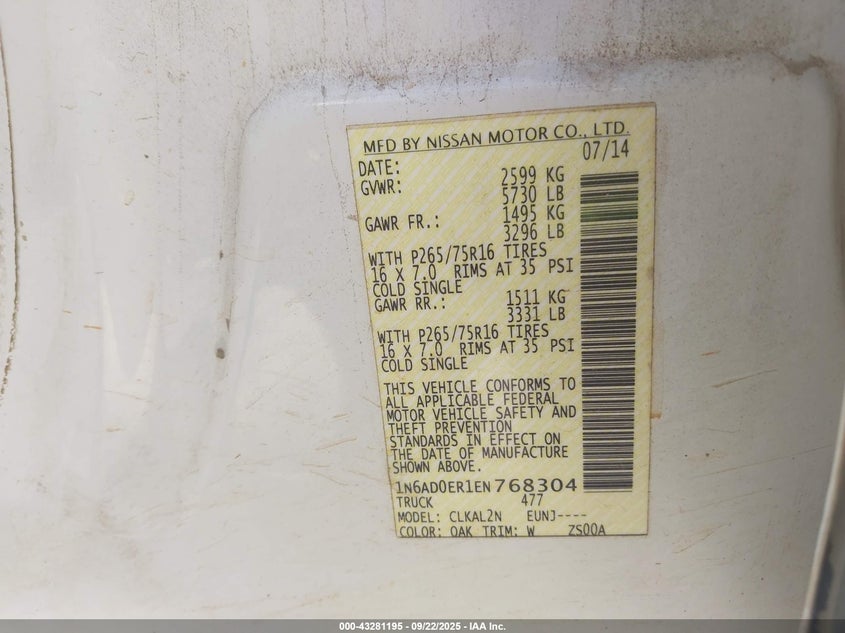 MFD BY NISSAN MOTOR CO., LTD.
DATE: 07/14
GVWR: 2599 KG
5730 LB
GAWR FR.: 1495 KG
3296 LB
WITH P265/75R16 TIRES
16 X 7.0 RIMS AT 35 PSI
COLD SINGLE
GAWR RR.: 1511 KG
3331 LB
WITH P265/75R16 TIRES
16 X 7.0 RIMS AT 35 PSI
COLD SINGLE
THIS VEHICLE CONFORMS TO
ALL APPLICABLE FEDERAL
MOTOR VEHICLE SAFETY AND
THEFT PREVENTION
STANDARDS IN EFFECT ON
THE DATE OF MANUFACTURE
SHOWN ABOVE.
1N6AD0ER1EN768304
TRUCK 477
MODEL: CLKAL2N EUNJ----
COLOR: QAK TRIM: W ZS00A
000-43281195 - 09/22/2025 - IAA Inc.